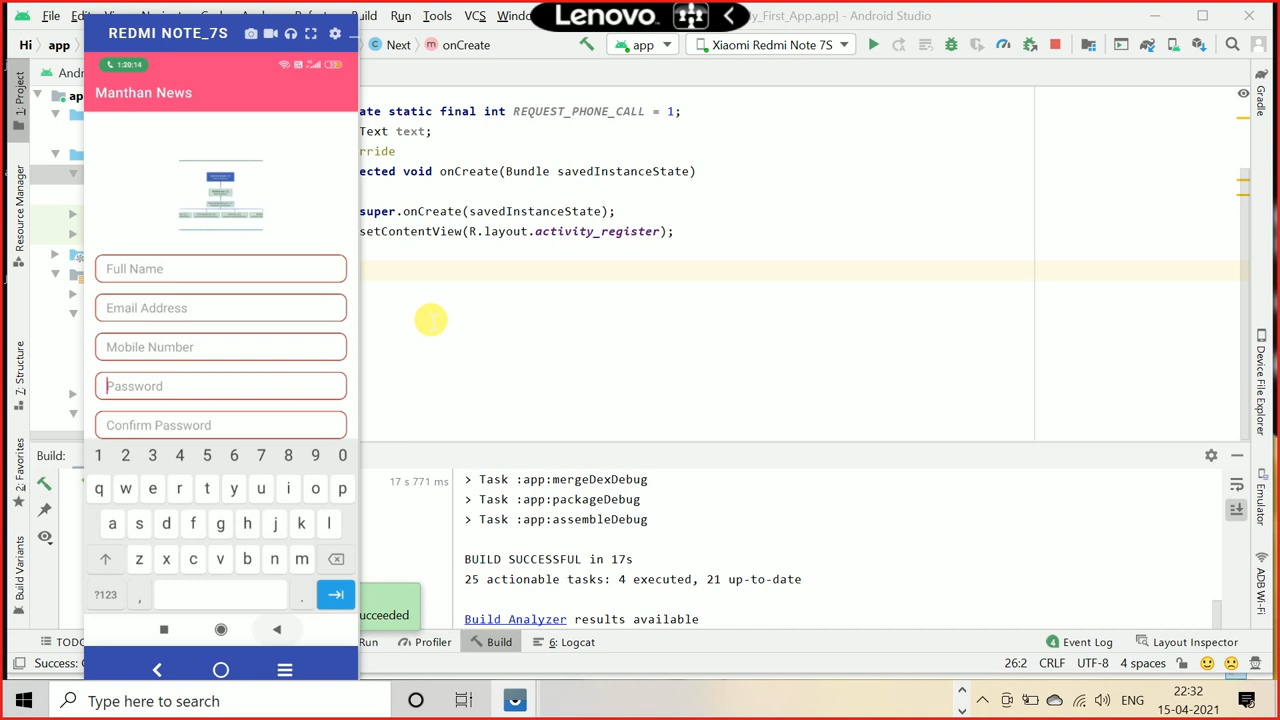 REDMI NOTE_7S
1:20:14
Manthan News
Full Name
Email Address
Mobile Number
Password
Confirm Password
1 2 3 4 5 6 7 8 9 0
q w e r t y u i o p
a s d f g h j k l
z x c v b n m
?123 , .
File Edit
Build Run Tools VCS Windo
Lenovo
y_First_App.app] - Android Studio
Hi app
Next onCreate
app
Xiaomi Redmi Note 7S
Andr
ap
1: Project
Resource Manager
7: Structure
2: Favorites
Build Variants
ate static final int REQUEST_PHONE_CALL = 1;
Text text;
rride
ected void onCreate(Bundle savedInstanceState)
super.onCreate(savedInstanceState);
setContentView(R.layout.activity_register);
Gradle
Device File Explorer
Emulator
ADB Wi-Fi
Build:
17 s 771 ms
> Task :app:mergeDexDebug
> Task :app:packageDebug
> Task :app:assembleDebug
BUILD SUCCESSFUL in 17s
25 actionable tasks: 4 executed, 21 up-to-date
Build Analyzer results available
ucceeded
TODO
Run
Profiler
Build
6: Logcat
4 Event Log
Layout Inspector
Success:
26:2 CRLF UTF-8 4 spaces
Type here to search
ENG
22:32
15-04-2021